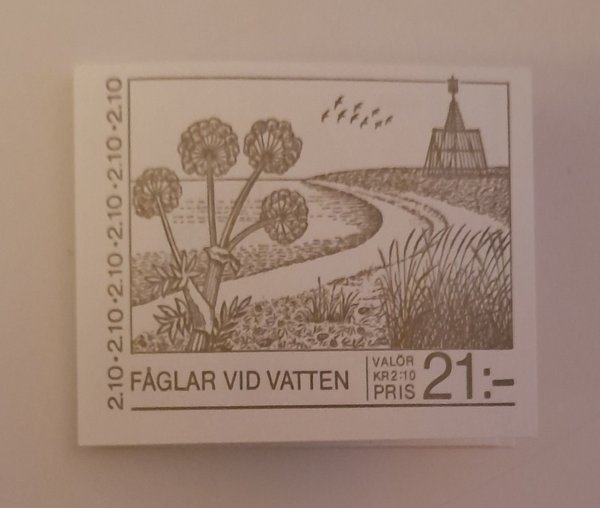 2.10 • 2.10 • 2.10 • 2.10 • 2.10 • 2.10
FÅGLAR VID VATTEN
VALÖR
KR 2:10
PRIS
21:-